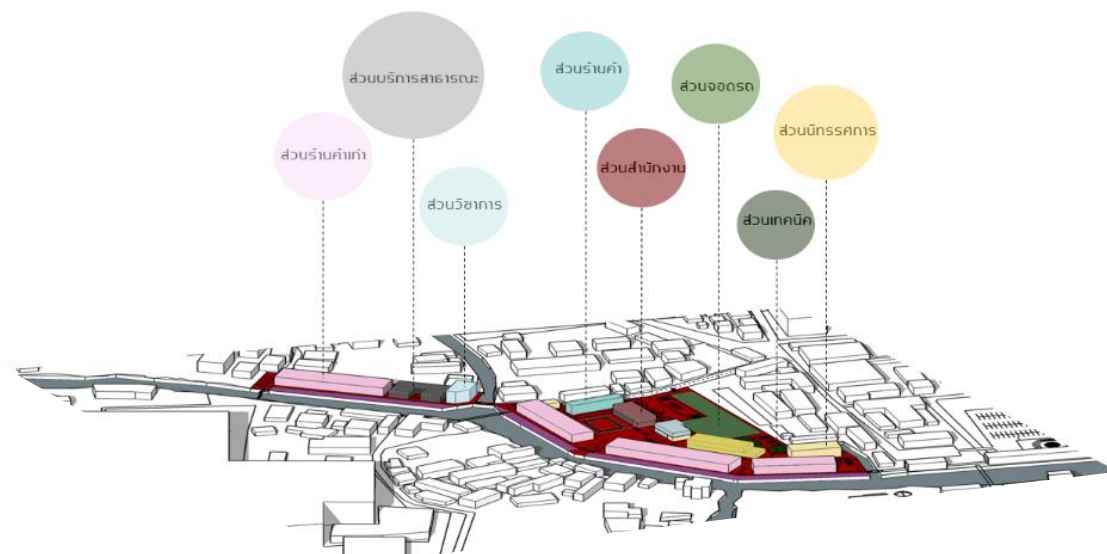 ส่วนบริการสาธารณะ
ส่วนร้านค้า
ส่วนจอดรถ
ส่วนนิทรรศการ
ส่วนร้านค้าเก่า
ส่วนสำนักงาน
ส่วนวิชาการ
ส่วนเทคนิค